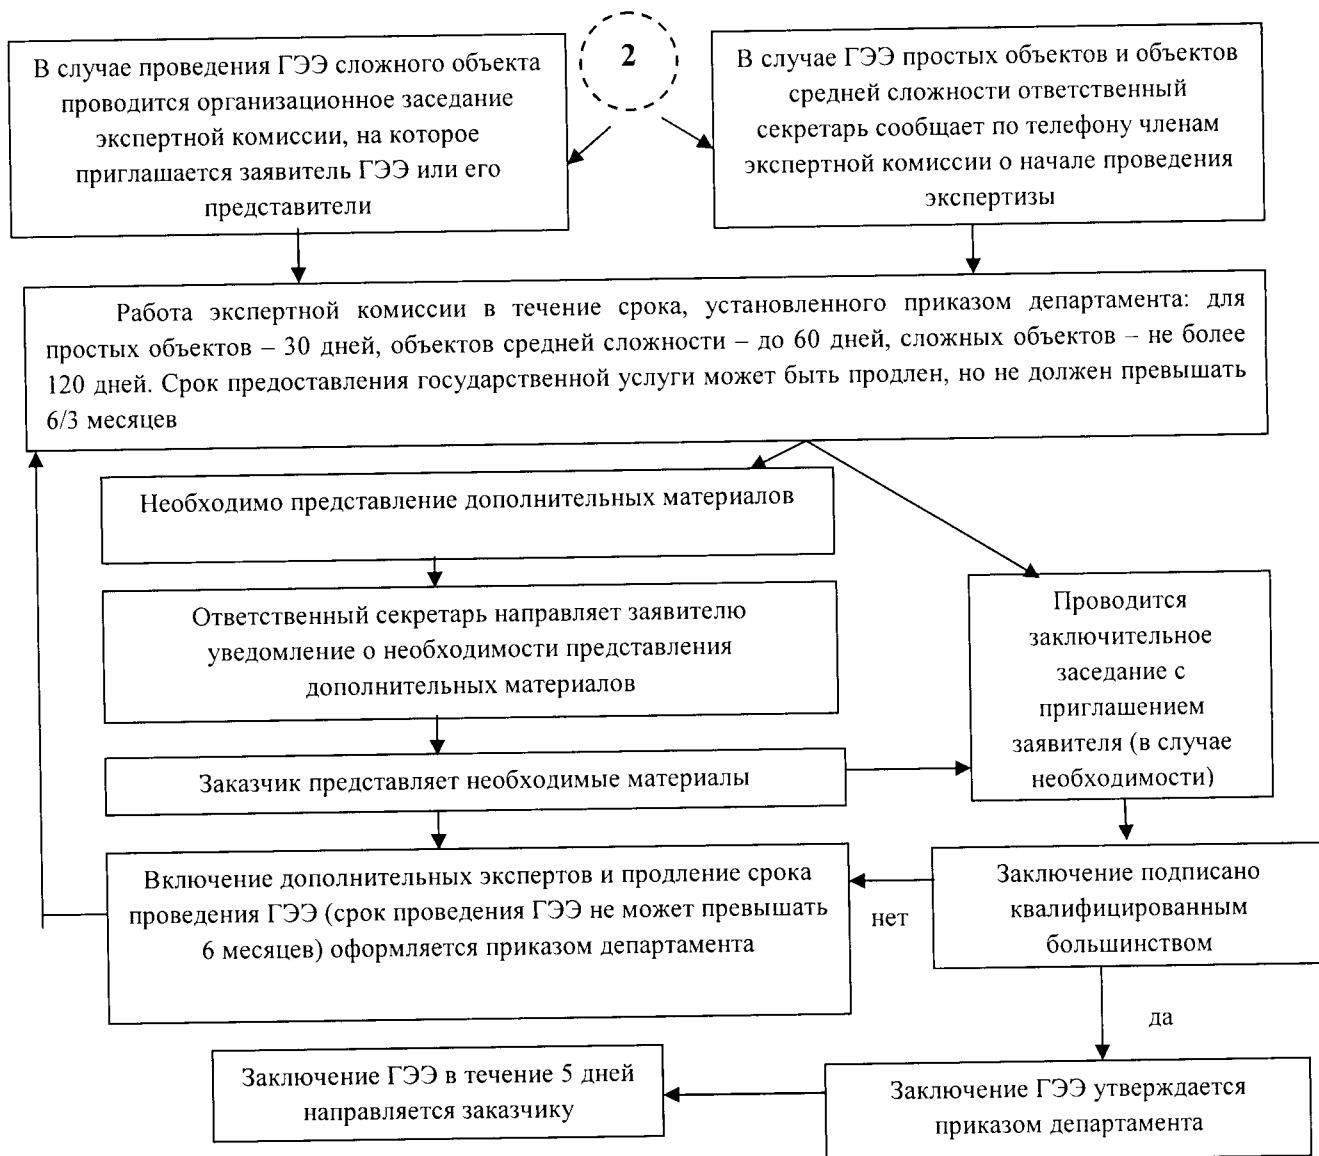 2
В случае проведения ГЭЭ сложного объекта
проводится организационное заседание
экспертной комиссии, на которое
приглашается заявитель ГЭЭ или его
представители
В случае ГЭЭ простых объектов и объектов
средней сложности ответственный
секретарь сообщает по телефону членам
экспертной комиссии о начале проведения
экспертизы
Работа экспертной комиссии в течение срока, установленного приказом департамента: для
простых объектов – 30 дней, объектов средней сложности – до 60 дней, сложных объектов – не более
120 дней. Срок предоставления государственной услуги может быть продлен, но не должен превышать
6/3 месяцев
Необходимо представление дополнительных материалов
Ответственный секретарь направляет заявителю
уведомление о необходимости представления
дополнительных материалов
Проводится
заключительное
заседание с
приглашением
заявителя (в случае
необходимости)
Заказчик представляет необходимые материалы
Включение дополнительных экспертов и продление срока
проведения ГЭЭ (срок проведения ГЭЭ не может превышать
6 месяцев) оформляется приказом департамента
нет
Заключение подписано
квалифицированным
большинством
да
Заключение ГЭЭ в течение 5 дней
направляется заказчику
Заключение ГЭЭ утверждается
приказом департамента